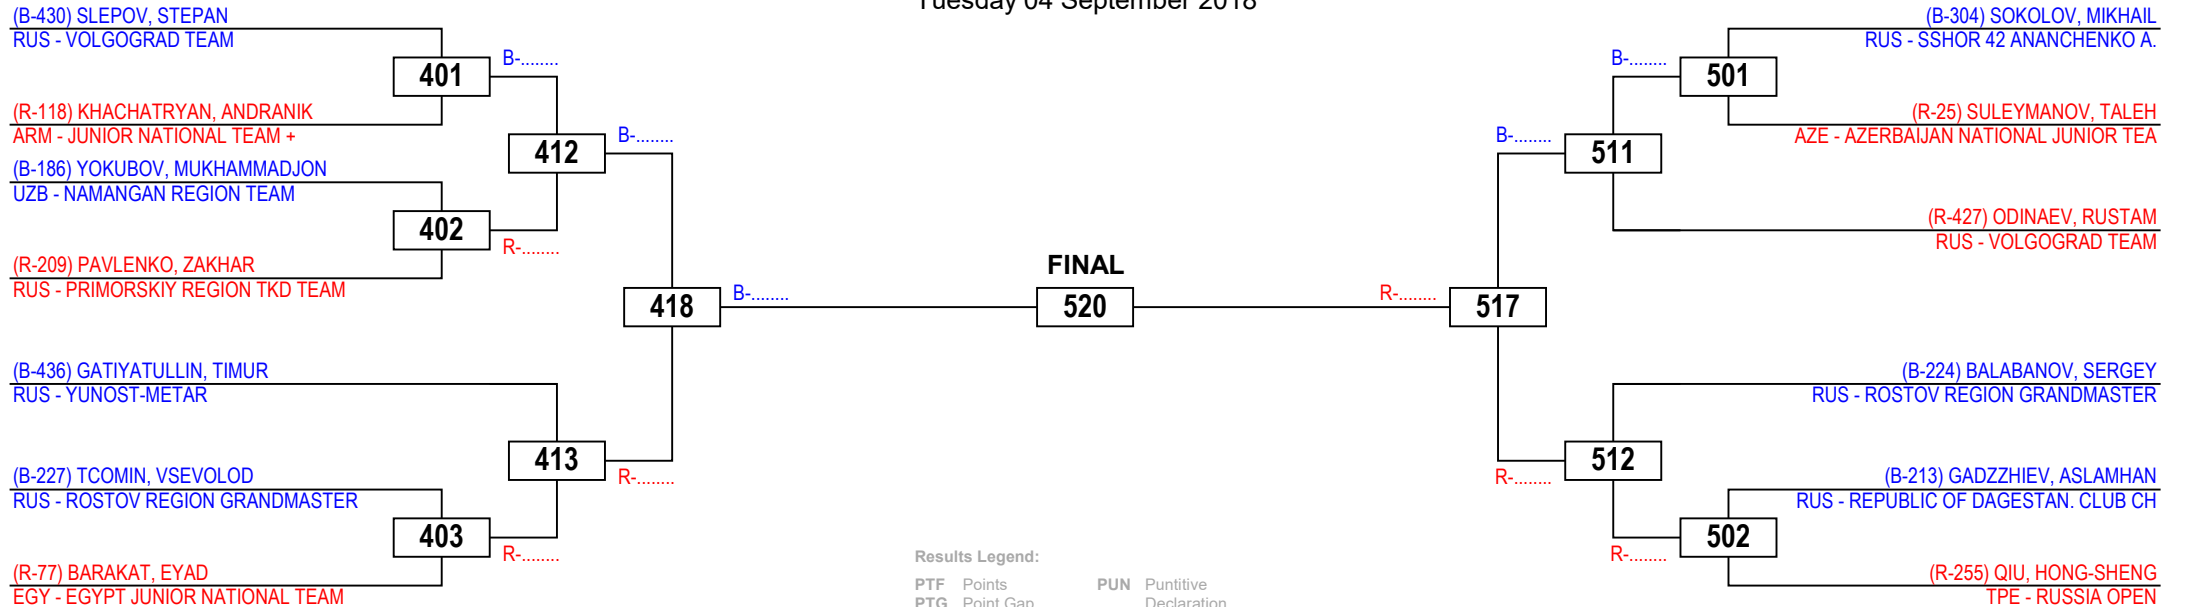 Tuesday 04 September 2018
(B-430) SLEPOV, STEPAN
RUS - VOLGOGRAD TEAM
401
B-........
(R-118) KHACHATRYAN, ANDRANIK
ARM - JUNIOR NATIONAL TEAM +
412
B-........
(B-186) YOKUBOV, MUKHAMMADJON
UZB - NAMANGAN REGION TEAM
402
R-........
(R-209) PAVLENKO, ZAKHAR
RUS - PRIMORSKIY REGION TKD TEAM
418
B-........
(B-436) GATIYATULLIN, TIMUR
RUS - YUNOST-METAR
413
R-........
(B-227) TCOMIN, VSEVOLOD
RUS - ROSTOV REGION GRANDMASTER
403
R-........
(R-77) BARAKAT, EYAD
EGY - EGYPT JUNIOR NATIONAL TEAM
FINAL
520
(B-304) SOKOLOV, MIKHAIL
RUS - SSHOR 42 ANANCHENKO A.
B-........
501
(R-25) SULEYMANOV, TALEH
AZE - AZERBAIJAN NATIONAL JUNIOR TEA
B-........
511
(R-427) ODINAEV, RUSTAM
RUS - VOLGOGRAD TEAM
R-........
517
(B-224) BALABANOV, SERGEY
RUS - ROSTOV REGION GRANDMASTER
R-........
512
(B-213) GADZZHIEV, ASLAMHAN
RUS - REPUBLIC OF DAGESTAN. CLUB CH
R-........
502
(R-255) QIU, HONG-SHENG
TPE - RUSSIA OPEN
Results Legend:
PTF Points PUN Puntitive
PTG Point Gap Declaration